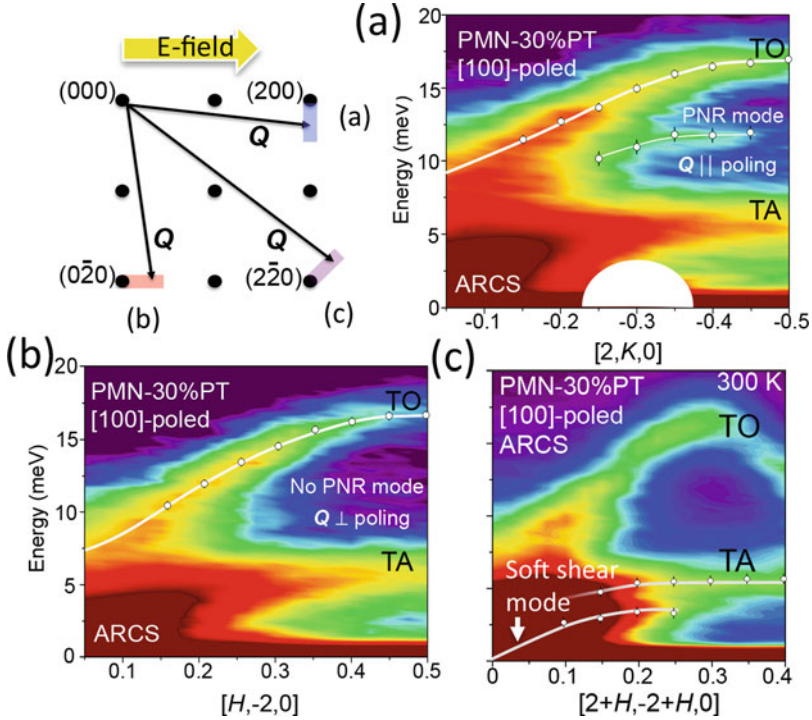 E-field
(000)
(200)
(a)
Q
Q
Q
(02̄0)
(22̄0)
(b)
(c)
(a)
20
15
10
5
0
Energy (meV)
PMN-30%PT
[100]-poled
TO
PNR mode
Q || poling
TA
ARCS
-0.1
-0.2
-0.3
-0.4
-0.5
[2,K,0]
(b)
20
15
10
5
0
Energy (meV)
PMN-30%PT
[100]-poled
TO
No PNR mode
Q ⊥ poling
TA
ARCS
0.1
0.2
0.3
0.4
0.5
[H,-2,0]
(c)
PMN-30%PT
300 K
[100]-poled
ARCS
TO
Soft shear
mode
TA
0
0.1
0.2
0.3
0.4
[2+H,-2+H,0]